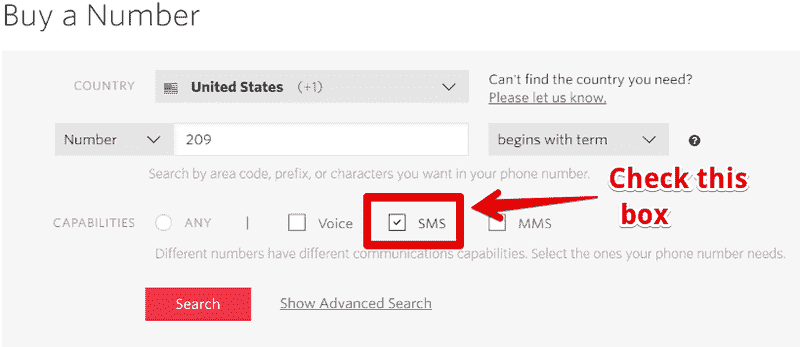 Buy a Number
COUNTRY United States (+1) Can't find the country you need?
Please let us know.
Number 209 begins with term ?
Search by area code, prefix, or characters you want in your phone number.
Check this
box
CAPABILITIES ANY | Voice SMS MMS
Different numbers have different communications capabilities. Select the ones your phone number needs.
Search Show Advanced Search